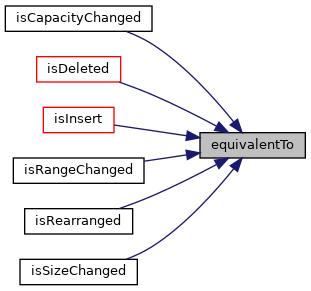 isCapacityChanged
isDeleted
isInsert
equivalentTo
isRangeChanged
isRearranged
isSizeChanged